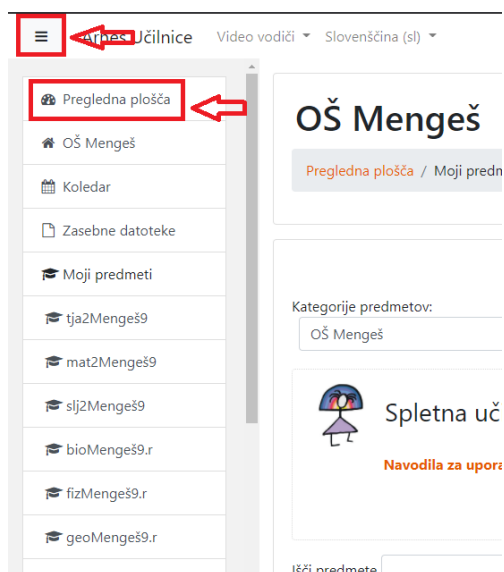 Arnes Učilnice Video vodiči Slovenščina (sl)
Pregledna plošča
OŠ Mengeš
Koledar
Zasebne datoteke
Moji predmeti
tja2Mengeš9
mat2Mengeš9
slj2Mengeš9
bioMengeš9.r
fizMengeš9.r
geoMengeš9.r
OŠ Mengeš
Pregledna plošča / Moji predm
Kategorije predmetov:
OŠ Mengeš
Spletna uč
Navodila za upora
Išči predmete